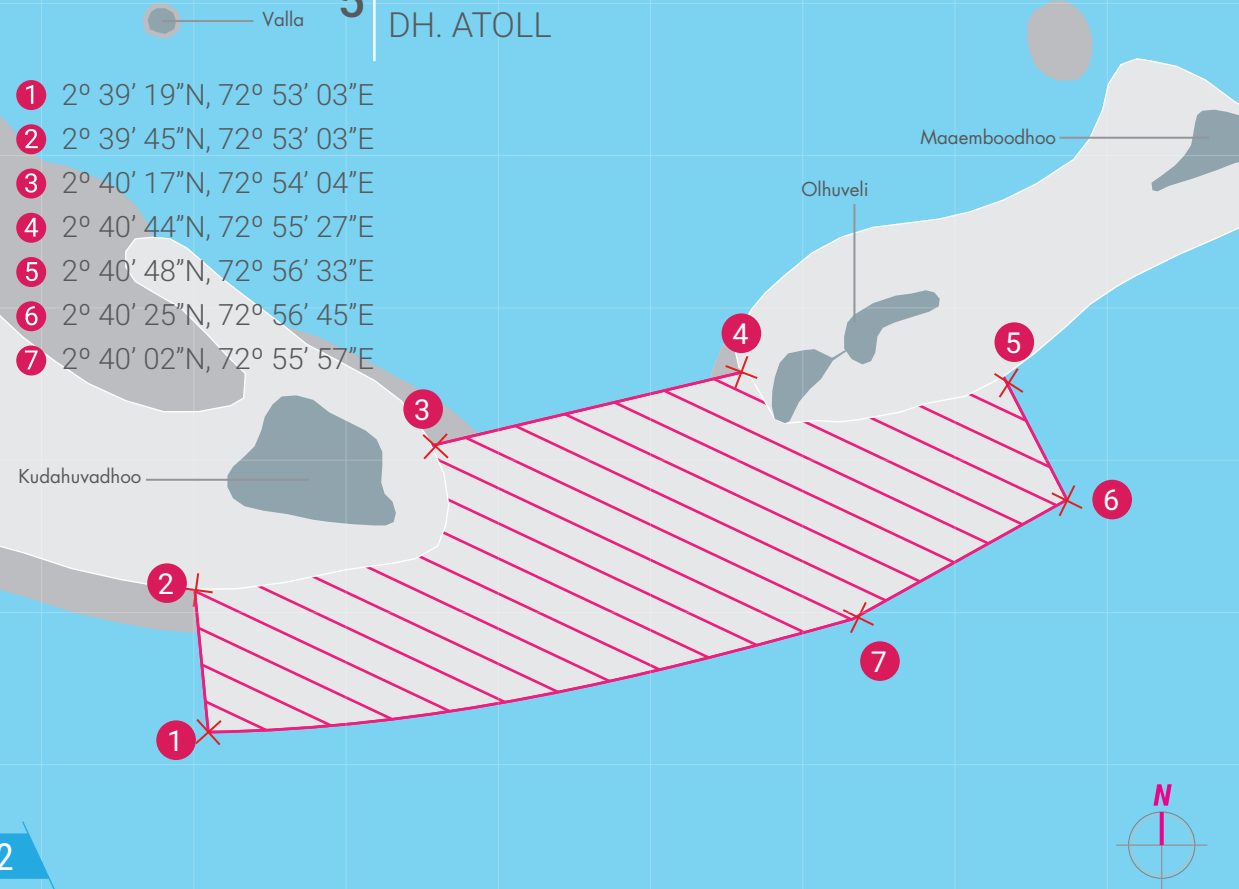 Valla
5
DH. ATOLL
1 2º 39’ 19”N, 72º 53’ 03”E
2 2º 39’ 45”N, 72º 53’ 03”E
3 2º 40’ 17”N, 72º 54’ 04”E
4 2º 40’ 44”N, 72º 55’ 27”E
5 2º 40’ 48”N, 72º 56’ 33”E
6 2º 40’ 25”N, 72º 56’ 45”E
7 2º 40’ 02”N, 72º 55’ 57”E
Maaemboodhoo
Olhuveli
4
5
3
Kudahuvadhoo
6
2
7
1
N
2